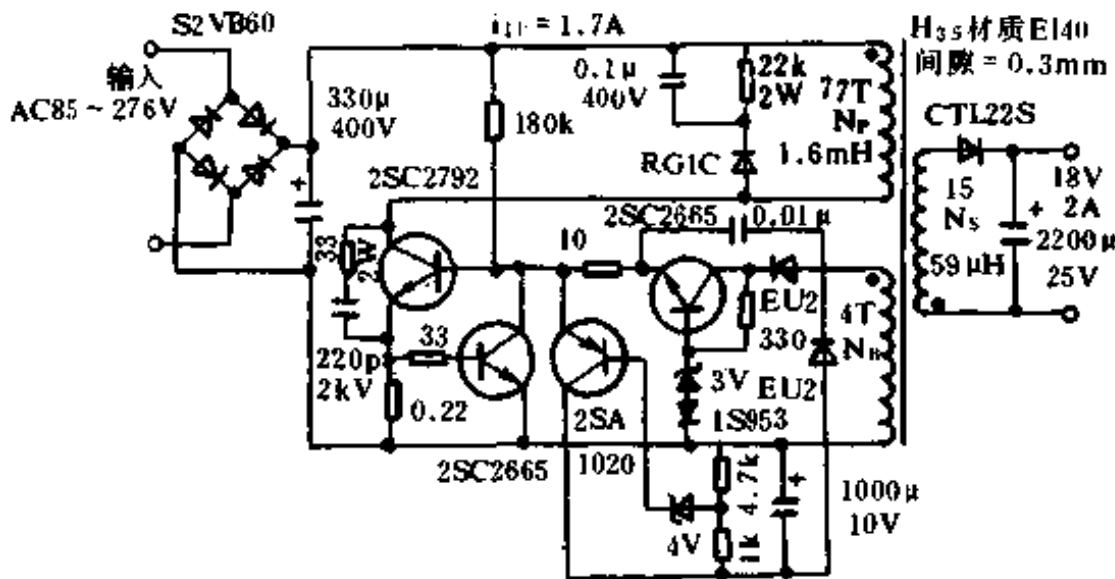 S2VB60
= 1.7A
H₃₅材质EI40
间隙 = 0.3mm
输入
AC85～276V
330μ
400V
180k
0.1μ
400V
22k
2W
77T
Nₚ
1.6mH
CTL22S
RG1C
2SC2792
2SC2665
0.01μ
15
Nₛ
59μH
18V
2A
2200μ
25V
33
2W
10
EU2
330
4T
220p
2kV
33
0.22
3V
EU2
1S953
2SA
1020
2SC2665
4.7k
1k
4V
1000μ
10V